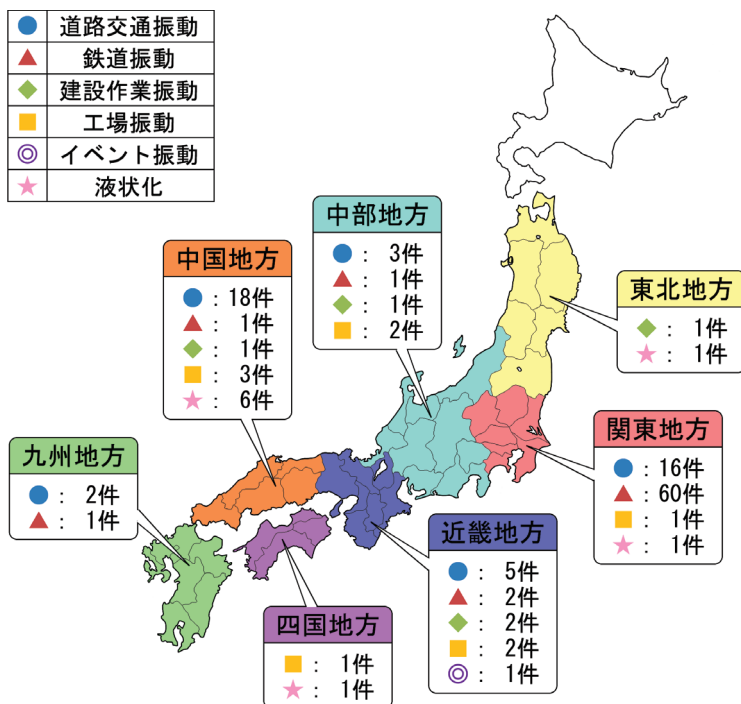 道路交通振動
鉄道振動
建設作業振動
工場振動
イベント振動
液状化
中部地方
: 3件
: 1件
: 1件
: 2件
中国地方
: 18件
: 1件
: 1件
: 3件
: 6件
東北地方
: 1件
: 1件
関東地方
: 16件
: 60件
: 1件
: 1件
九州地方
: 2件
: 1件
近畿地方
: 5件
: 2件
: 2件
: 2件
: 1件
四国地方
: 1件
: 1件